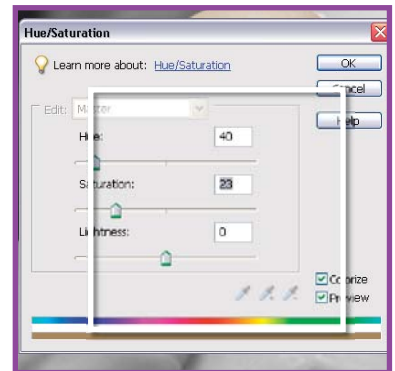 Hue/Saturation
Learn more about: Hue/Saturation
OK
Cancel
Edit: Master
Help
Hue: 40
Saturation: 23
Lightness: 0
Colorize
Preview